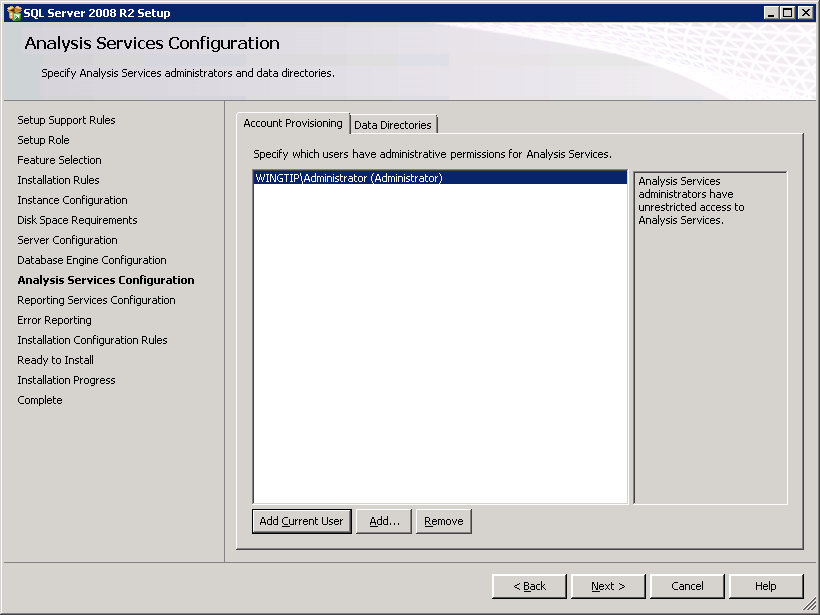 SQL Server 2008 R2 Setup
Analysis Services Configuration
Specify Analysis Services administrators and data directories.
Setup Support Rules
Setup Role
Feature Selection
Installation Rules
Instance Configuration
Disk Space Requirements
Server Configuration
Database Engine Configuration
Analysis Services Configuration
Reporting Services Configuration
Error Reporting
Installation Configuration Rules
Ready to Install
Installation Progress
Complete
Account Provisioning
Data Directories
Specify which users have administrative permissions for Analysis Services.
WINGTIP\Administrator (Administrator)
Analysis Services
administrators have
unrestricted access to
Analysis Services.
Add Current User
Add...
Remove
< Back
Next >
Cancel
Help